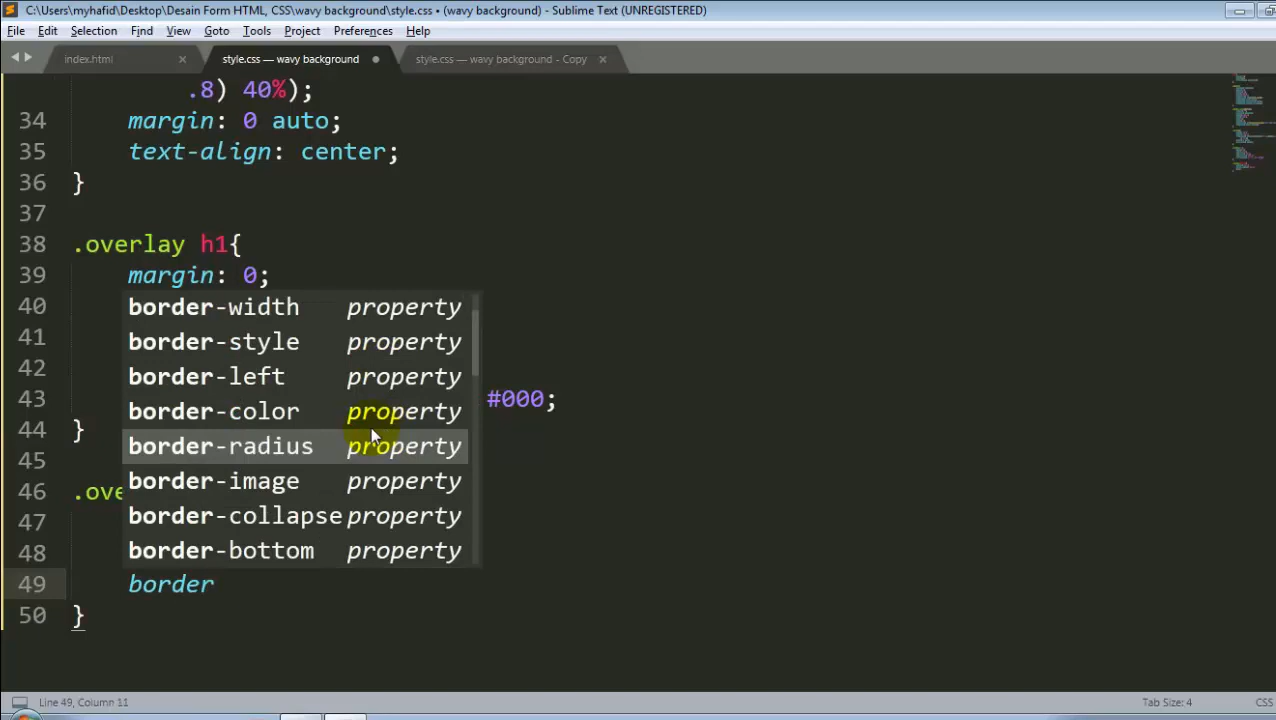 C:\Users\myhafid\Desktop\Desain Form HTML, CSS\wavy background\style.css • (wavy background) - Sublime Text (UNREGISTERED)
File Edit Selection Find View Goto Tools Project Preferences Help
index.html × style.css — wavy background • style.css — wavy background - Copy ×
.8) 40%);
34 margin: 0 auto;
35 text-align: center;
36 }
37
38 .overlay h1{
39 margin: 0;
40 border-width property
41 border-style property
42 border-left property
43 border-color property #000;
44 } border-radius property
45 border-image property
46 .ove border-collapse property
47
48 border-bottom property
49 border
50 }
Line 49, Column 11 Tab Size: 4 CSS